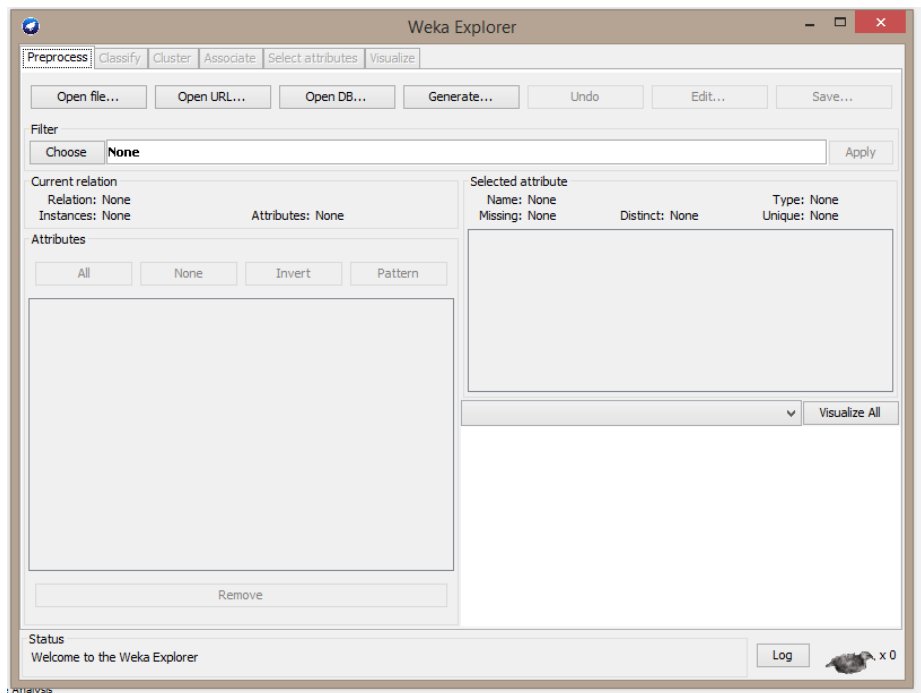 Weka Explorer
Preprocess Classify Cluster Associate Select attributes Visualize
Open file... Open URL... Open DB... Generate... Undo Edit... Save...
Filter
Choose None Apply
Current relation
Relation: None
Instances: None Attributes: None
Selected attribute
Name: None Type: None
Missing: None Distinct: None Unique: None
Attributes
All None Invert Pattern
Visualize All
Remove
Status
Welcome to the Weka Explorer
Log x 0
Analysis